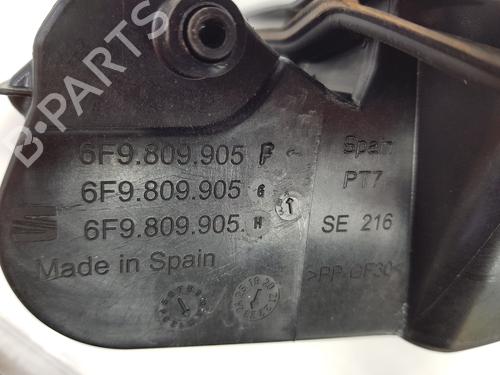 B-PARTS
6F9.809.905 F
6F9.809.905 G
6F9.809.905. H
Made in Spain
Spain
PT7
SE 216
>PP-GF30<